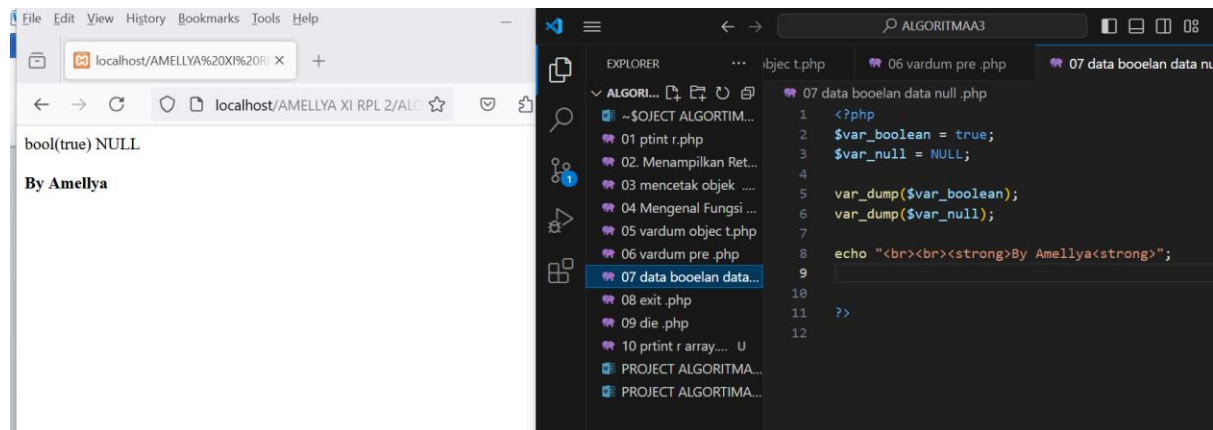 File Edit View History Bookmarks Tools Help
localhost/AMELLYA%20XI%20R
localhost/AMELLYA XI RPL 2/ALG
bool(true) NULL
By Amellya
ALGORITMAA3
EXPLORER
objec t.php
06 vardum pre .php
07 data booelan data nu
ALGORI...
~$OJECT ALGORTIM...
01 ptint r.php
02. Menampilkan Ret...
03 mencetak objek ....
04 Mengenal Fungsi ...
05 vardum objec t.php
06 vardum pre .php
07 data booelan data...
08 exit .php
09 die .php
10 prtint r array.... U
PROJECT ALGORITMA...
PROJECT ALGORTIMA...
1
07 data booelan data null .php
1 <?php
2 $var_boolean = true;
3 $var_null = NULL;
4
5 var_dump($var_boolean);
6 var_dump($var_null);
7
8 echo "<br><br><strong>By Amellya<strong>";
9
10
11 ?>
12